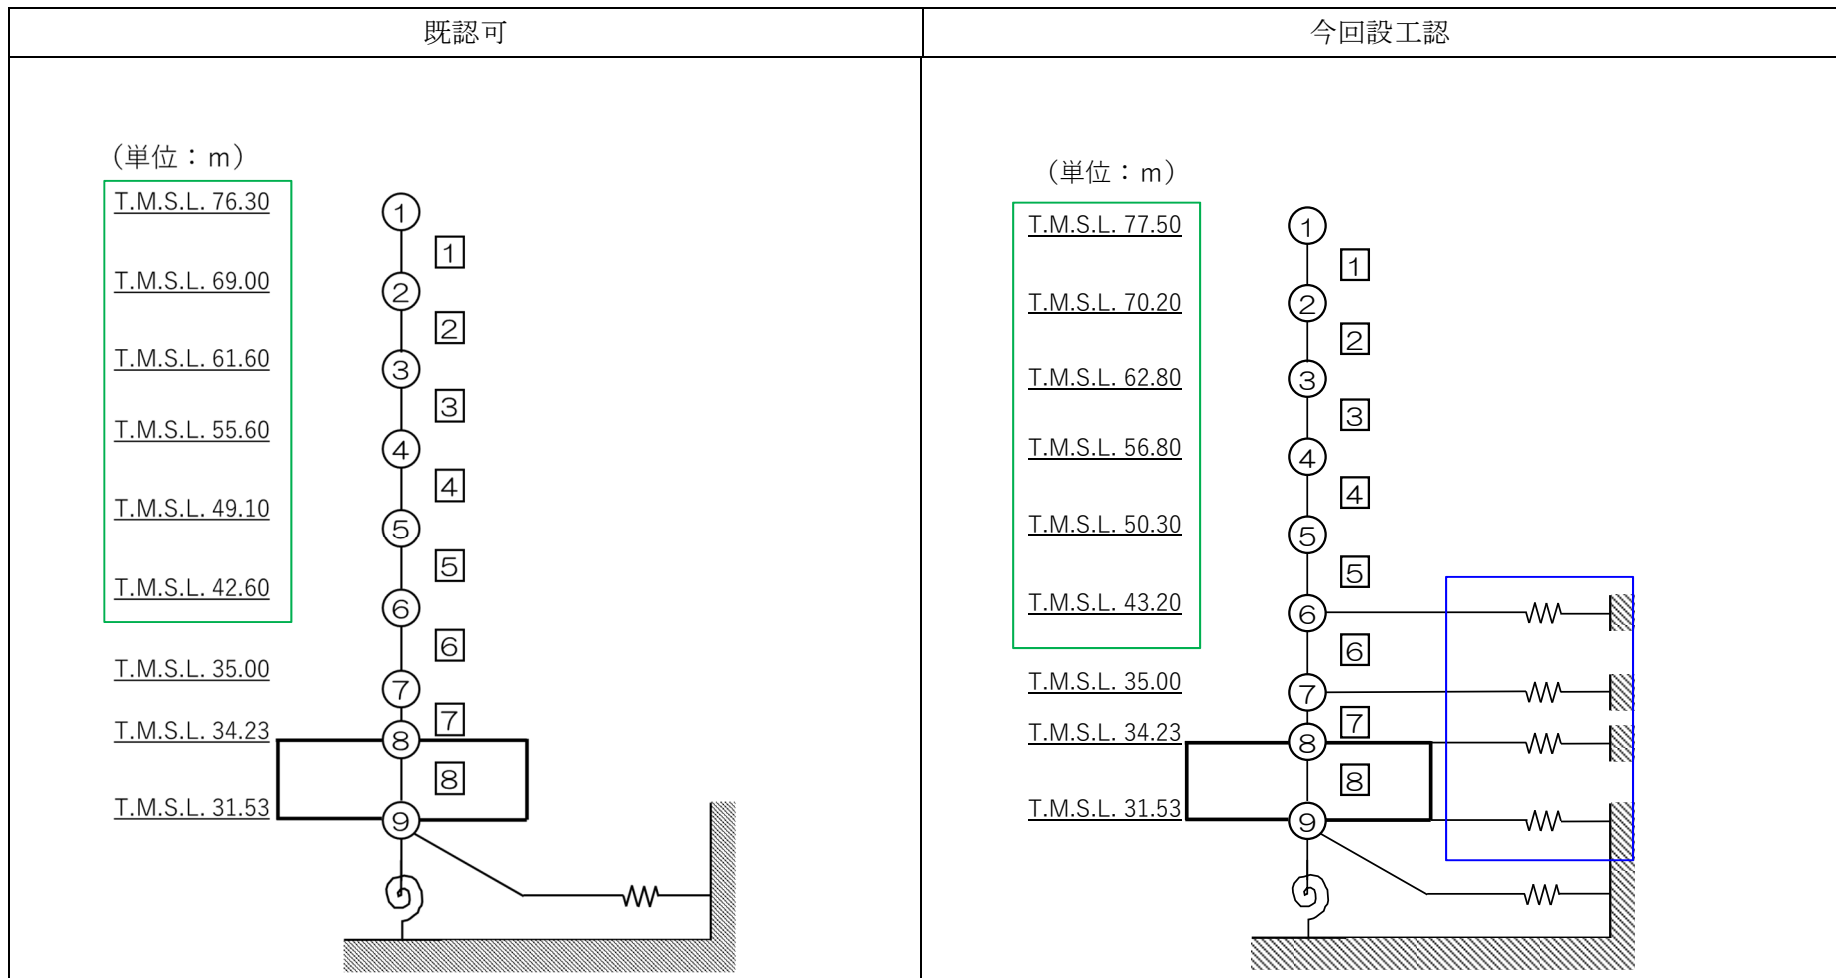 既認可
今回設工認
（単位：m）
T.M.S.L. 76.30
1
1
T.M.S.L. 69.00
2
2
T.M.S.L. 61.60
3
3
T.M.S.L. 55.60
4
4
T.M.S.L. 49.10
5
5
T.M.S.L. 42.60
6
6
T.M.S.L. 35.00
7
7
T.M.S.L. 34.23
8
8
T.M.S.L. 31.53
9
（単位：m）
T.M.S.L. 77.50
1
1
T.M.S.L. 70.20
2
2
T.M.S.L. 62.80
3
3
T.M.S.L. 56.80
4
4
T.M.S.L. 50.30
5
5
T.M.S.L. 43.20
6
6
T.M.S.L. 35.00
7
7
T.M.S.L. 34.23
8
8
T.M.S.L. 31.53
9